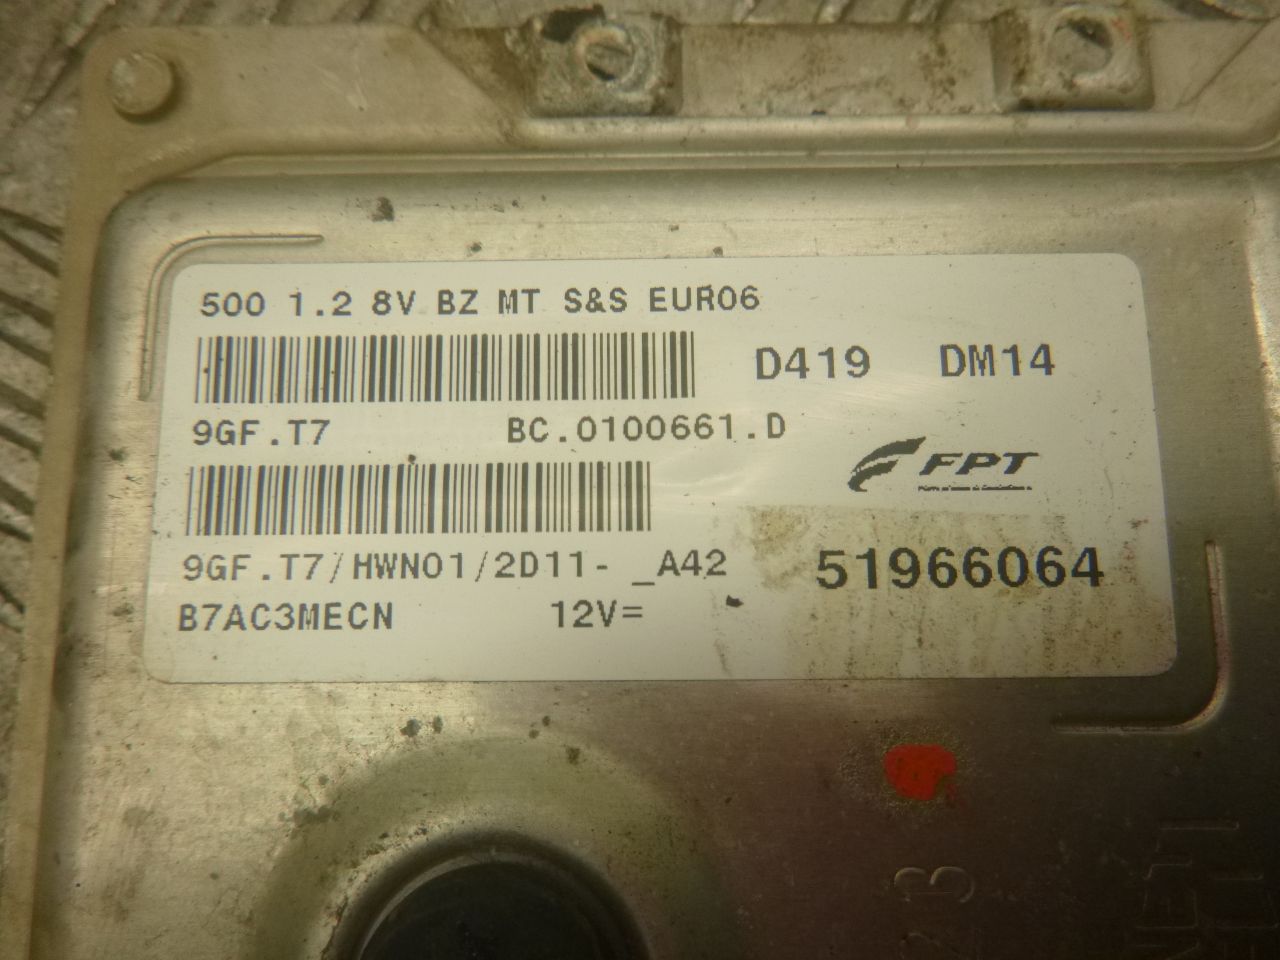 500 1.2 8V BZ MT S&S EURO6
D419 DM14
9GF.T7 BC.0100661.D
FPT
9GF.T7/HWN01/2D11- _A42
51966064
B7AC3MECN 12V=